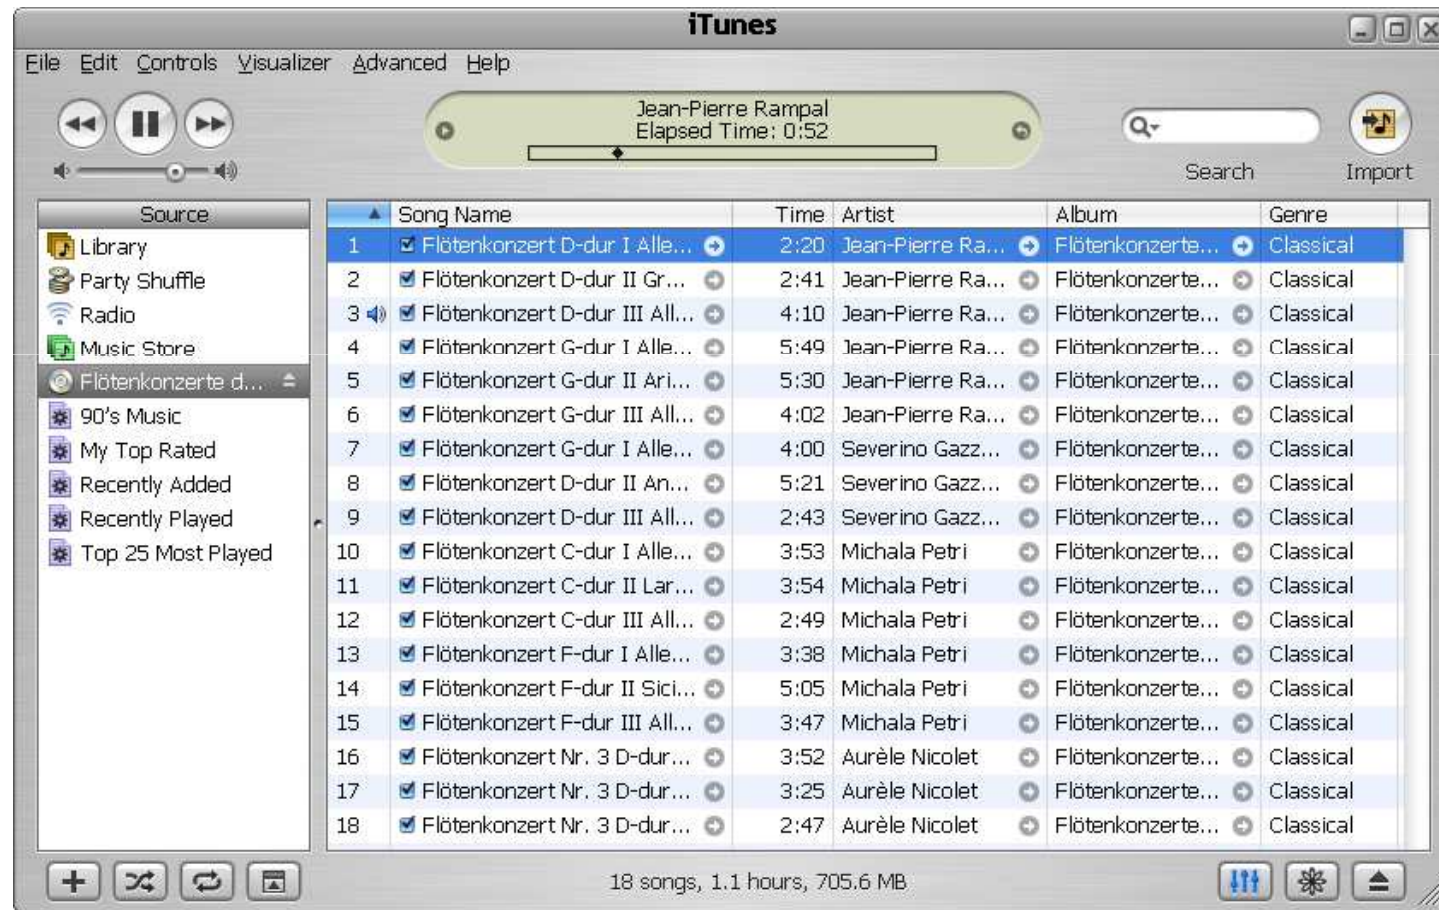 iTunes
File Edit Controls Visualizer Advanced Help
Jean-Pierre Rampal
Elapsed Time: 0:52
Search Import
Source
Library
Party Shuffle
Radio
Music Store
Flötenkonzerte d...
90's Music
My Top Rated
Recently Added
Recently Played
Top 25 Most Played
Song Name Time Artist Album Genre
1 Flötenkonzert D-dur I Alle... 2:20 Jean-Pierre Ra... Flötenkonzerte... Classical
2 Flötenkonzert D-dur II Gr... 2:41 Jean-Pierre Ra... Flötenkonzerte... Classical
3 Flötenkonzert D-dur III All... 4:10 Jean-Pierre Ra... Flötenkonzerte... Classical
4 Flötenkonzert G-dur I Alle... 5:49 Jean-Pierre Ra... Flötenkonzerte... Classical
5 Flötenkonzert G-dur II Ari... 5:30 Jean-Pierre Ra... Flötenkonzerte... Classical
6 Flötenkonzert G-dur III All... 4:02 Jean-Pierre Ra... Flötenkonzerte... Classical
7 Flötenkonzert G-dur I Alle... 4:00 Severino Gazz... Flötenkonzerte... Classical
8 Flötenkonzert D-dur II An... 5:21 Severino Gazz... Flötenkonzerte... Classical
9 Flötenkonzert D-dur III All... 2:43 Severino Gazz... Flötenkonzerte... Classical
10 Flötenkonzert C-dur I Alle... 3:53 Michala Petri Flötenkonzerte... Classical
11 Flötenkonzert C-dur II Lar... 3:54 Michala Petri Flötenkonzerte... Classical
12 Flötenkonzert C-dur III All... 2:49 Michala Petri Flötenkonzerte... Classical
13 Flötenkonzert F-dur I Alle... 3:38 Michala Petri Flötenkonzerte... Classical
14 Flötenkonzert F-dur II Sici... 5:05 Michala Petri Flötenkonzerte... Classical
15 Flötenkonzert F-dur III All... 3:47 Michala Petri Flötenkonzerte... Classical
16 Flötenkonzert Nr. 3 D-dur... 3:52 Aurèle Nicolet Flötenkonzerte... Classical
17 Flötenkonzert Nr. 3 D-dur... 3:25 Aurèle Nicolet Flötenkonzerte... Classical
18 Flötenkonzert Nr. 3 D-dur... 2:47 Aurèle Nicolet Flötenkonzerte... Classical
18 songs, 1.1 hours, 705.6 MB